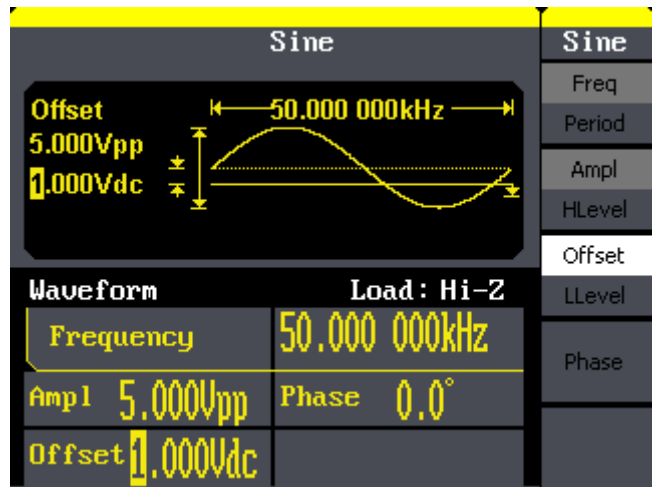 Sine
Offset
50.000 000kHz
5.000Vpp
1.000Vdc
Waveform
Load: Hi-Z
Frequency
50.000 000kHz
Ampl 5.000Vpp
Phase 0.0°
Offset 1.000Vdc
Sine
Freq
Period
Ampl
HLevel
Offset
LLevel
Phase